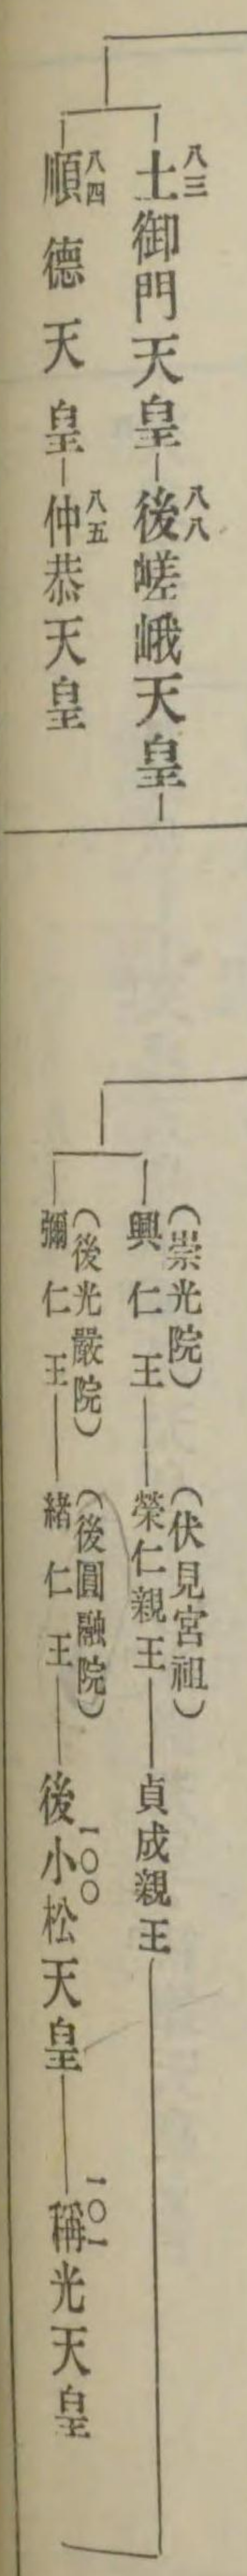 八三
土御門天皇
八八
後嵯峨天皇
八四
順德天皇
八五
仲恭天皇
(崇光院)
興仁王
(伏見宮祖)
榮仁親王
貞成親王
(後光嚴院)
彌仁王
(後圓融院)
緒仁王
一〇〇
後小松天皇
一〇一
稱光天皇